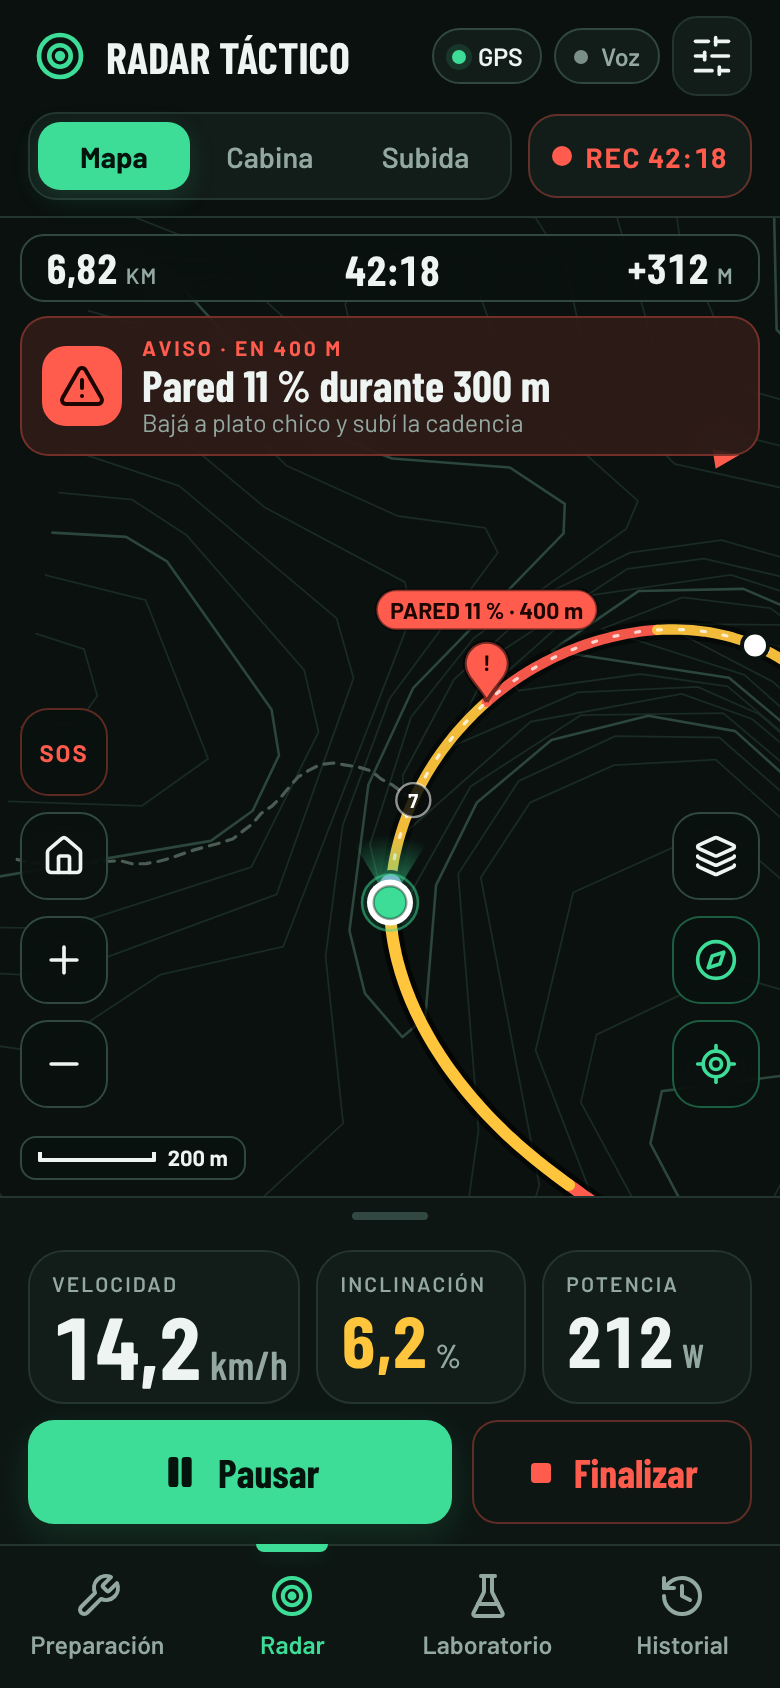 RADAR TÁCTICO
GPS
Voz
Mapa
Cabina
Subida
REC 42:18
6,82 KM
42:18
+312 M
AVISO · EN 400 M
Pared 11 % durante 300 m
Bajá a plato chico y subí la cadencia
PARED 11 % · 400 m
!
SOS
7
200 m
VELOCIDAD
14,2 km/h
INCLINACIÓN
6,2 %
POTENCIA
212 W
Pausar
Finalizar
Preparación
Radar
Laboratorio
Historial